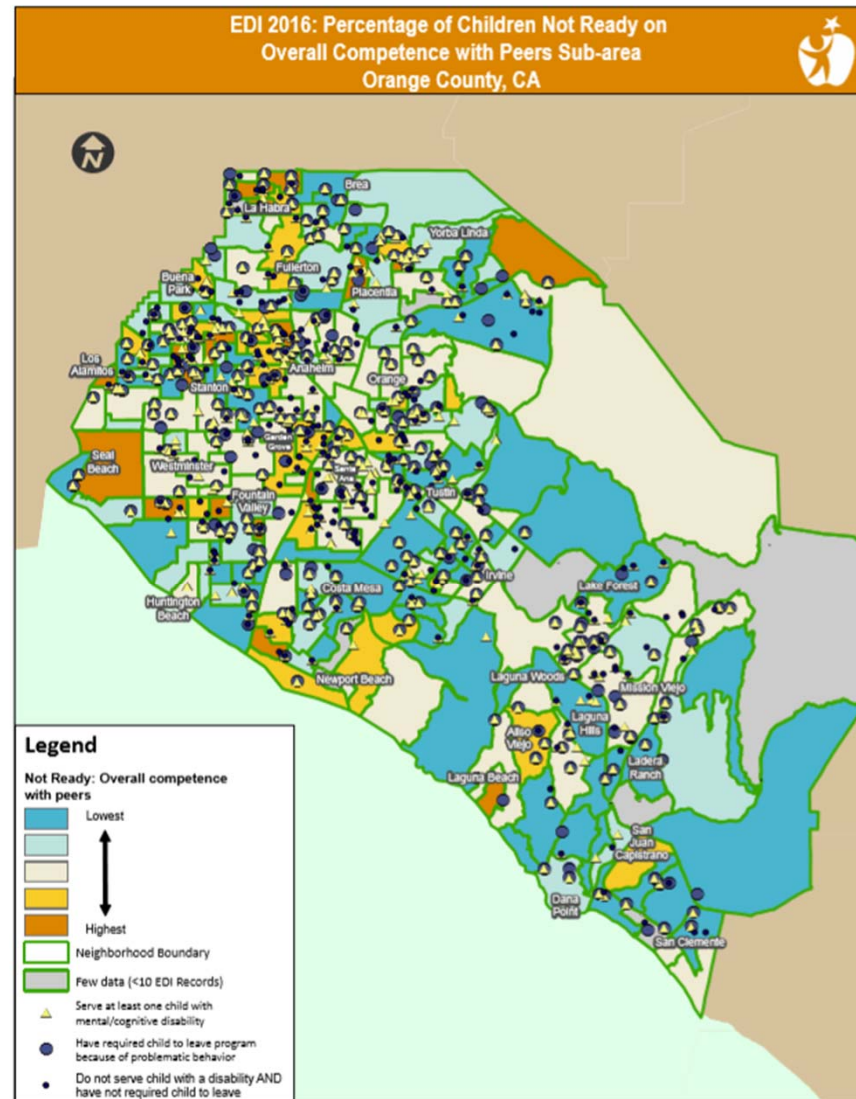 EDI 2016: Percentage of Children Not Ready on
Overall Competence with Peers Sub-area
Orange County, CA
N
Brea
La Habra
Yorba Linda
Fullerton
Buena
Park
Placentia
Los
Alamitos
Anaheim
Orange
Stanton
Garden
Grove
Seal
Beach
Westminster
Santa
Ana
Tustin
Fountain
Valley
Irvine
Lake Forest
Costa Mesa
Huntington
Beach
Newport Beach
Laguna Woods
Mission Viejo
Laguna
Hills
Aliso
Viejo
Ladera
Ranch
Laguna Beach
San
Juan
Capistrano
Dana
Point
San Clemente
Legend
Not Ready: Overall competence
with peers
Lowest
Highest
Neighborhood Boundary
Few data (<10 EDI Records)
Serve at least one child with
mental/cognitive disability
Have required child to leave program
because of problematic behavior
Do not serve child with a disability AND
have not required child to leave